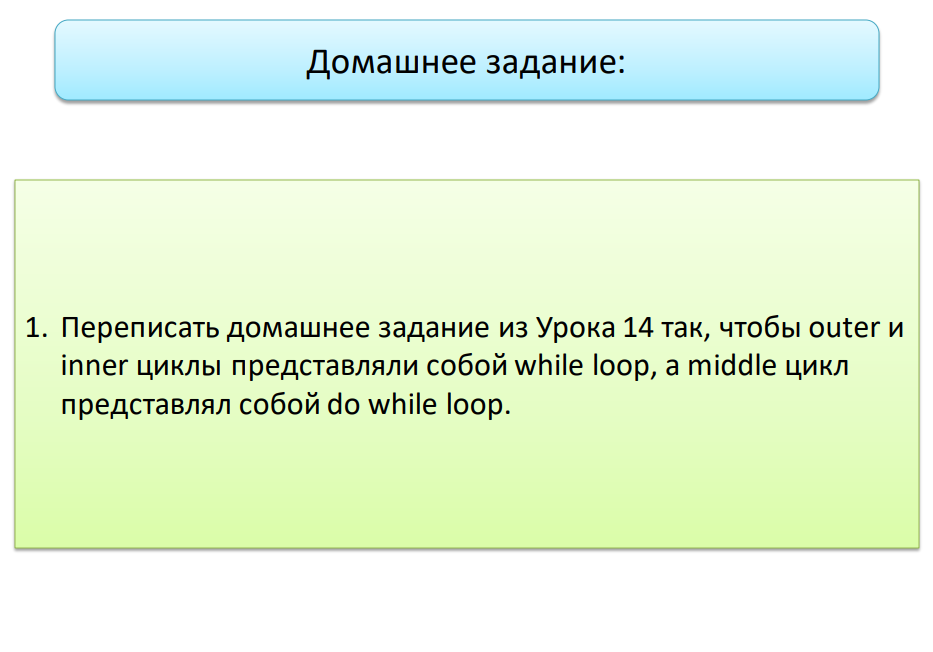 Домашнее задание:
1. Переписать домашнее задание из Урока 14 так, чтобы outer и
inner циклы представляли собой while loop, а middle цикл
представлял собой do while loop.